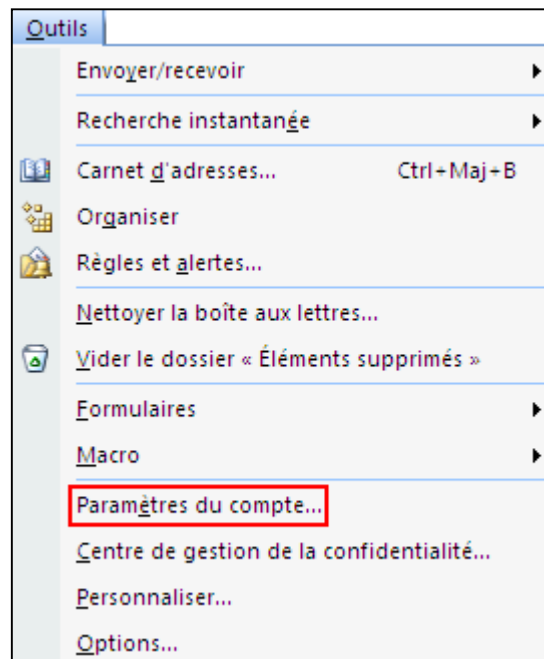 Outils
Envoyer/recevoir
Recherche instantanée
Carnet d'adresses... Ctrl+Maj+B
Organiser
Règles et alertes...
Nettoyer la boîte aux lettres...
Vider le dossier « Éléments supprimés »
Formulaires
Macro
Paramètres du compte...
Centre de gestion de la confidentialité...
Personnaliser...
Options...